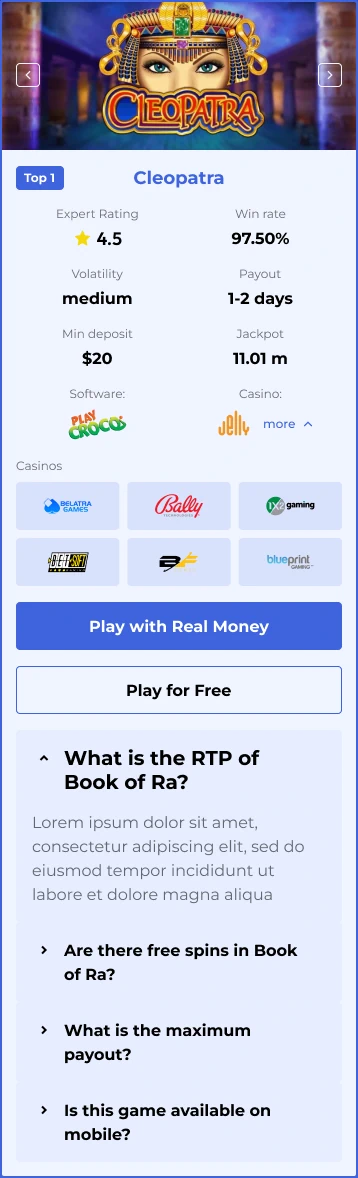 CLEOPATRA
Top 1
Cleopatra
Expert Rating
Win rate
4.5
97.50%
Volatility
Payout
medium
1-2 days
Min deposit
Jackpot
$20
11.01 m
Software:
Casino:
PLAY
CROCO
jelly
more
Casinos
BELATRA
GAMES
Bally
TECHNOLOGIES
1X2 gaming
BETSOFT
BF
blueprint
GAMING
Play with Real Money
Play for Free
What is the RTP of
Book of Ra?
Lorem ipsum dolor sit amet,
consectetur adipiscing elit, sed do
eiusmod tempor incididunt ut
labore et dolore magna aliqua
Are there free spins in Book
of Ra?
What is the maximum
payout?
Is this game available on
mobile?